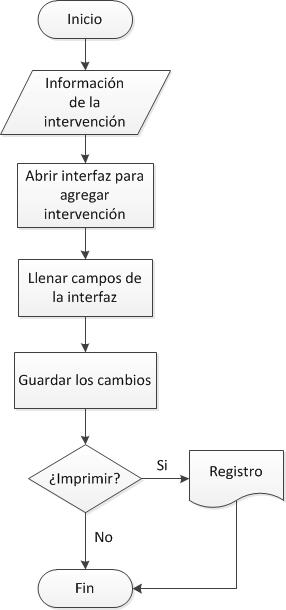 Inicio
Información
de la
intervención
Abrir interfaz para
agregar
intervención
Llenar campos de
la interfaz
Guardar los cambios
¿Imprimir?
Si
Registro
No
Fin